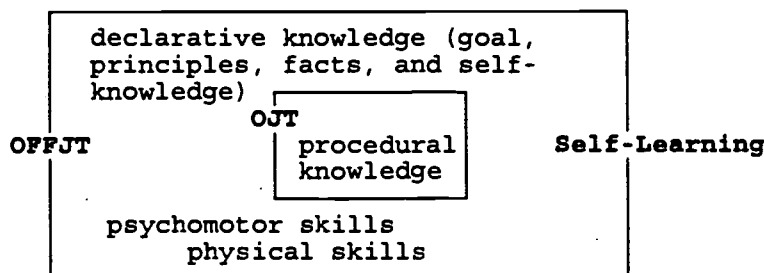 declarative knowledge (goal,
principles, facts, and self-
knowledge)
OJT
OFFJT procedural Self-Learning
knowledge
psychomotor skills
physical skills